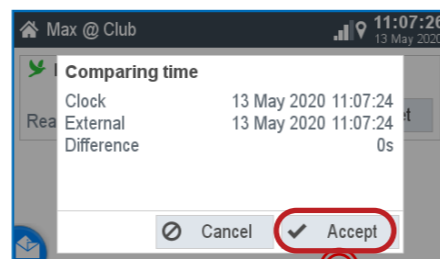 Max @ Club
11:07:26
13 May 2020
Comparing time
Clock 13 May 2020 11:07:24
Rea
External 13 May 2020 11:07:24
Difference 0s
Cancel
Accept